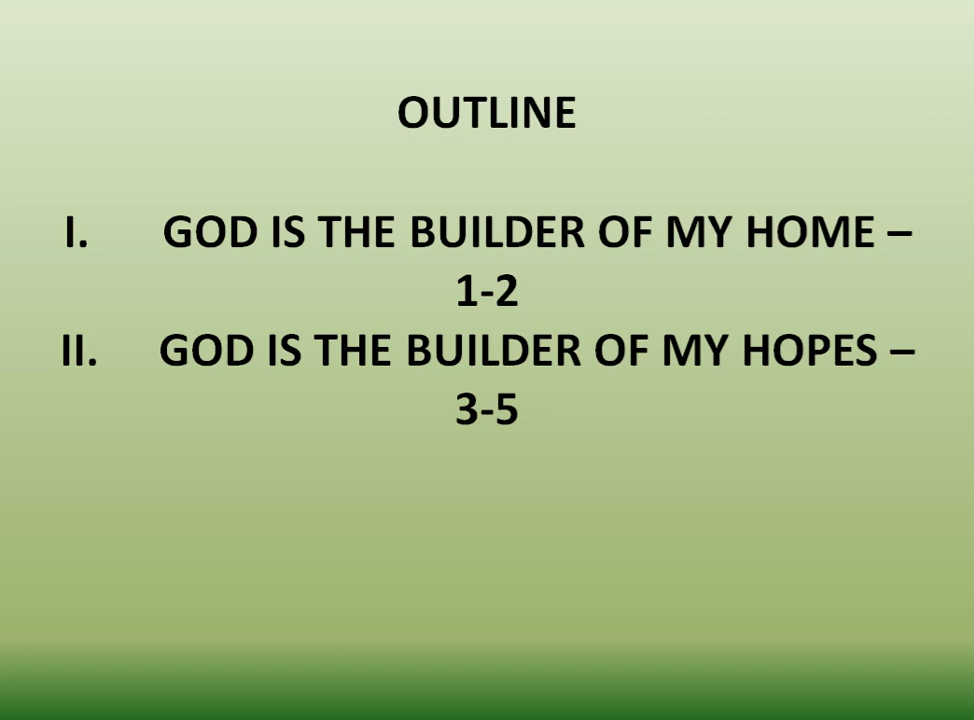 OUTLINE
I. GOD IS THE BUILDER OF MY HOME –
1-2
II. GOD IS THE BUILDER OF MY HOPES –
3-5